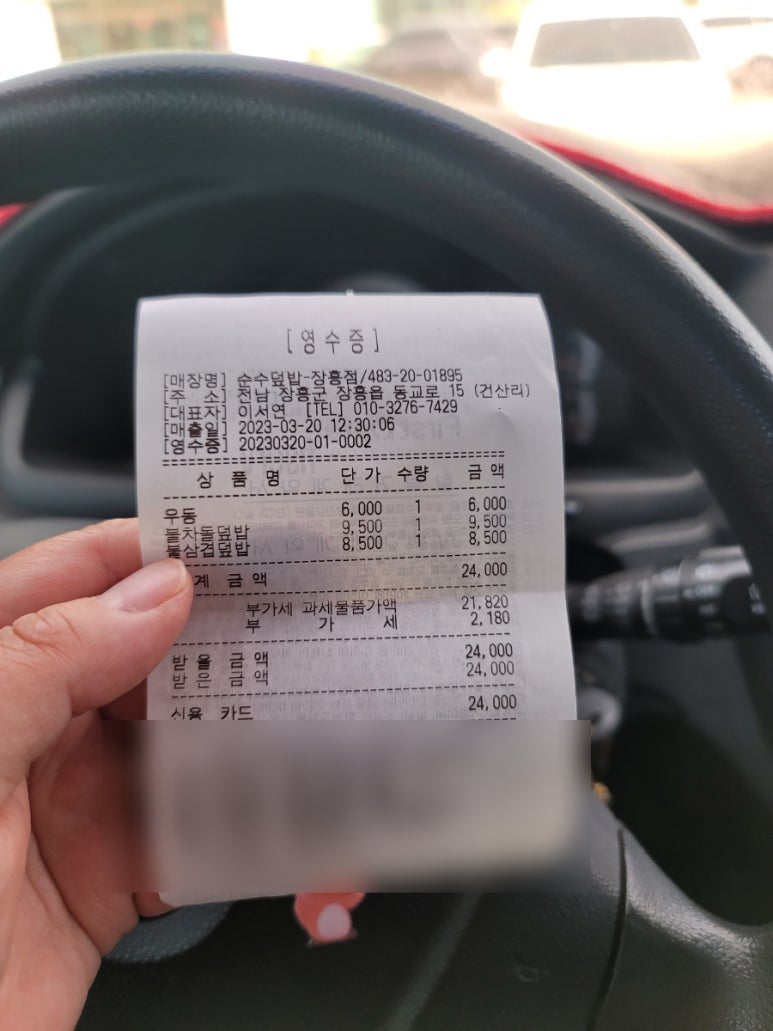 [영수증]
[매장명] 순수덮밥-장흥점/483-20-01895
[주 소] 전남 장흥군 장흥읍 동교로 15 (건산리)
[대표자] 이서연 [TEL] 010-3276-7429
[매출일] 2023-03-20 12:30:06
[영수증] 20230320-01-0002
상 품 명 단 가 수량 금 액
우동 6,000 1 6,000
불차돌덮밥 9,500 1 9,500
불삼겹덮밥 8,500 1 8,500
계 금 액 24,000
부가세 과세물품가액 21,820
부 가 세 2,180
받 을 금 액 24,000
받 은 금 액 24,000
신용 카드 24,000